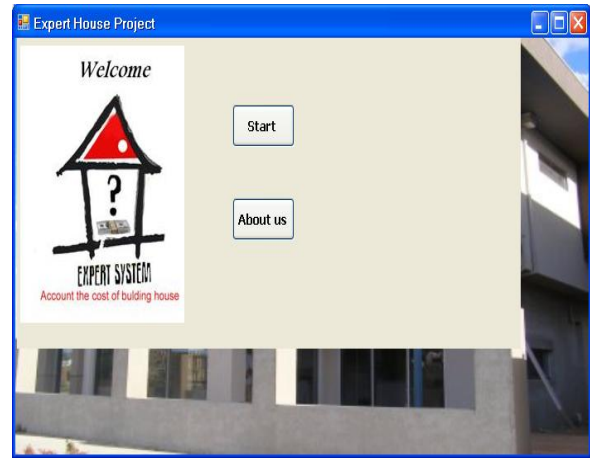 Expert House Project
Welcome
?
EXPERT SYSTEM
Account the cost of bulding house
Start
About us